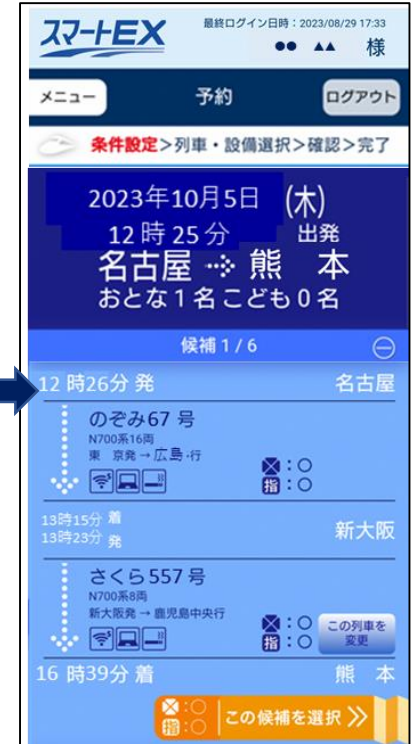 スマートEX
最終ログイン日時：2023/08/29 17:33
●● ▲▲ 様
メニュー 予約 ログアウト
条件設定>列車・設備選択>確認>完了
2023年10月5日 (木)
12時25分 出発
名古屋 → 熊本
おとな1名こども0名
候補1/6
12時26分 発 名古屋
のぞみ67号
N700系16両
東京発→広島行
：○
指：○
13時15分 着
13時23分 発 新大阪
さくら557号
N700系8両
新大阪発→鹿児島中央行
：○
指：○
この列車を
変更
16時39分着 熊本
：○
指：○
この候補を選択